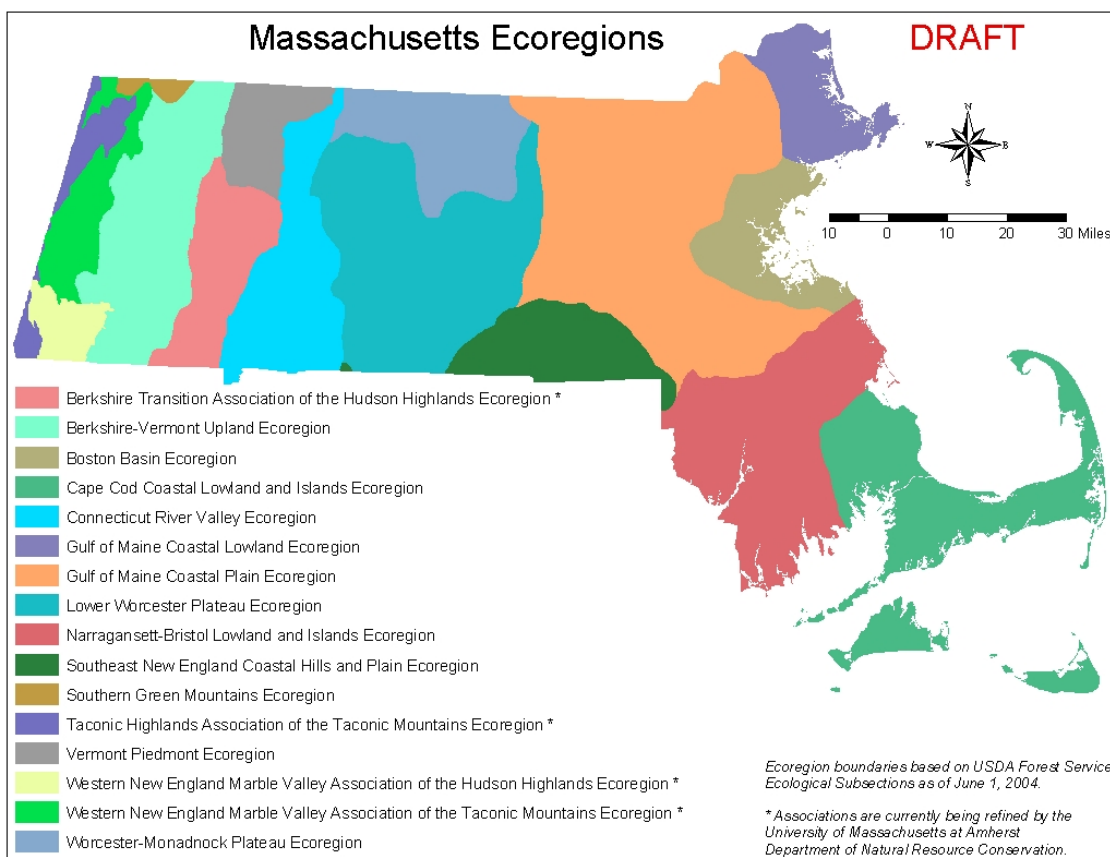 Massachusetts Ecoregions
DRAFT
N
W E
S
10 0 10 20 30 Miles
Berkshire Transition Association of the Hudson Highlands Ecoregion *
Berkshire-Vermont Upland Ecoregion
Boston Basin Ecoregion
Cape Cod Coastal Lowland and Islands Ecoregion
Connecticut River Valley Ecoregion
Gulf of Maine Coastal Lowland Ecoregion
Gulf of Maine Coastal Plain Ecoregion
Lower Worcester Plateau Ecoregion
Narragansett-Bristol Lowland and Islands Ecoregion
Southeast New England Coastal Hills and Plain Ecoregion
Southern Green Mountains Ecoregion
Taconic Highlands Association of the Taconic Mountains Ecoregion *
Vermont Piedmont Ecoregion
Western New England Marble Valley Association of the Hudson Highlands Ecoregion *
Western New England Marble Valley Association of the Taconic Mountains Ecoregion *
Worcester-Monadnock Plateau Ecoregion
Ecoregion boundaries based on USDA Forest Service
Ecological Subsections as of June 1, 2004.
* Associations are currently being refined by the
University of Massachusetts at Amherst
Department of Natural Resource Conservation.